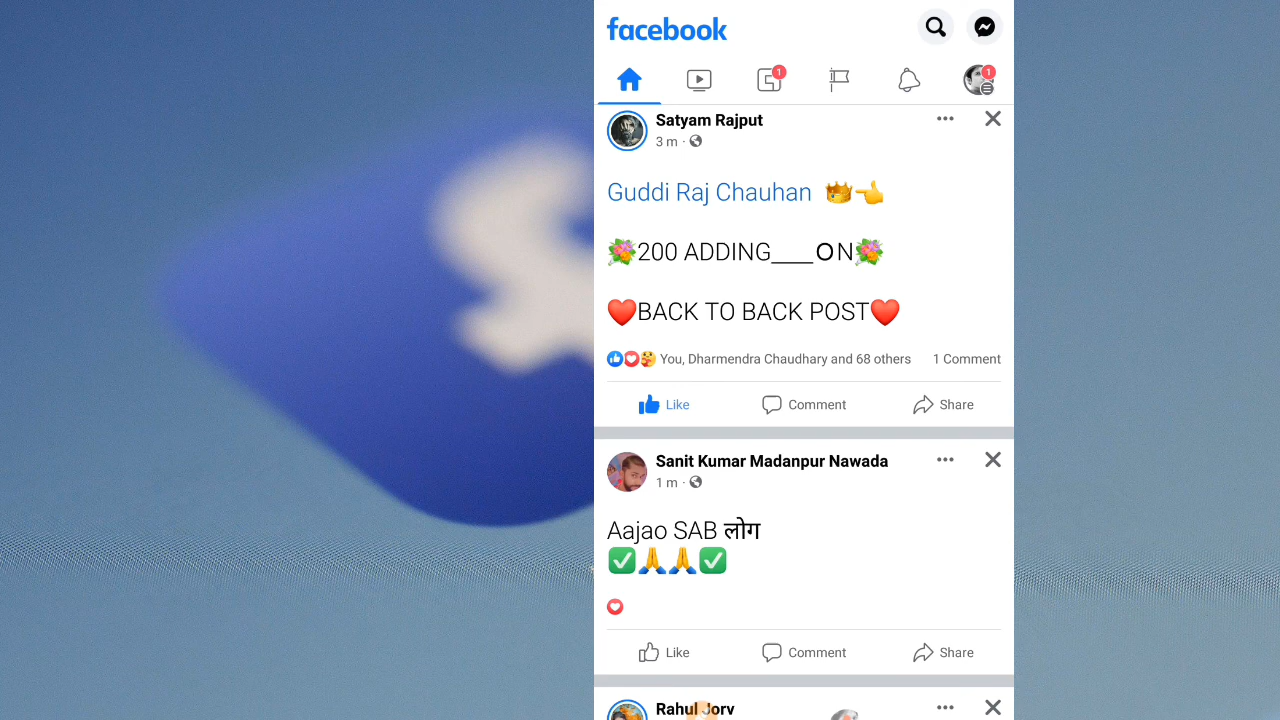 facebook
1
1
Satyam Rajput
3 m ·
Guddi Raj Chauhan 👑👈
💐200 ADDING____O N💐
❤️BACK TO BACK POST❤️
You, Dharmendra Chaudhary and 68 others 1 Comment
Like Comment Share
Sanit Kumar Madanpur Nawada
1 m ·
Aajao SAB लोग
✅🙏🙏✅
Like Comment Share
Rahul Jorv